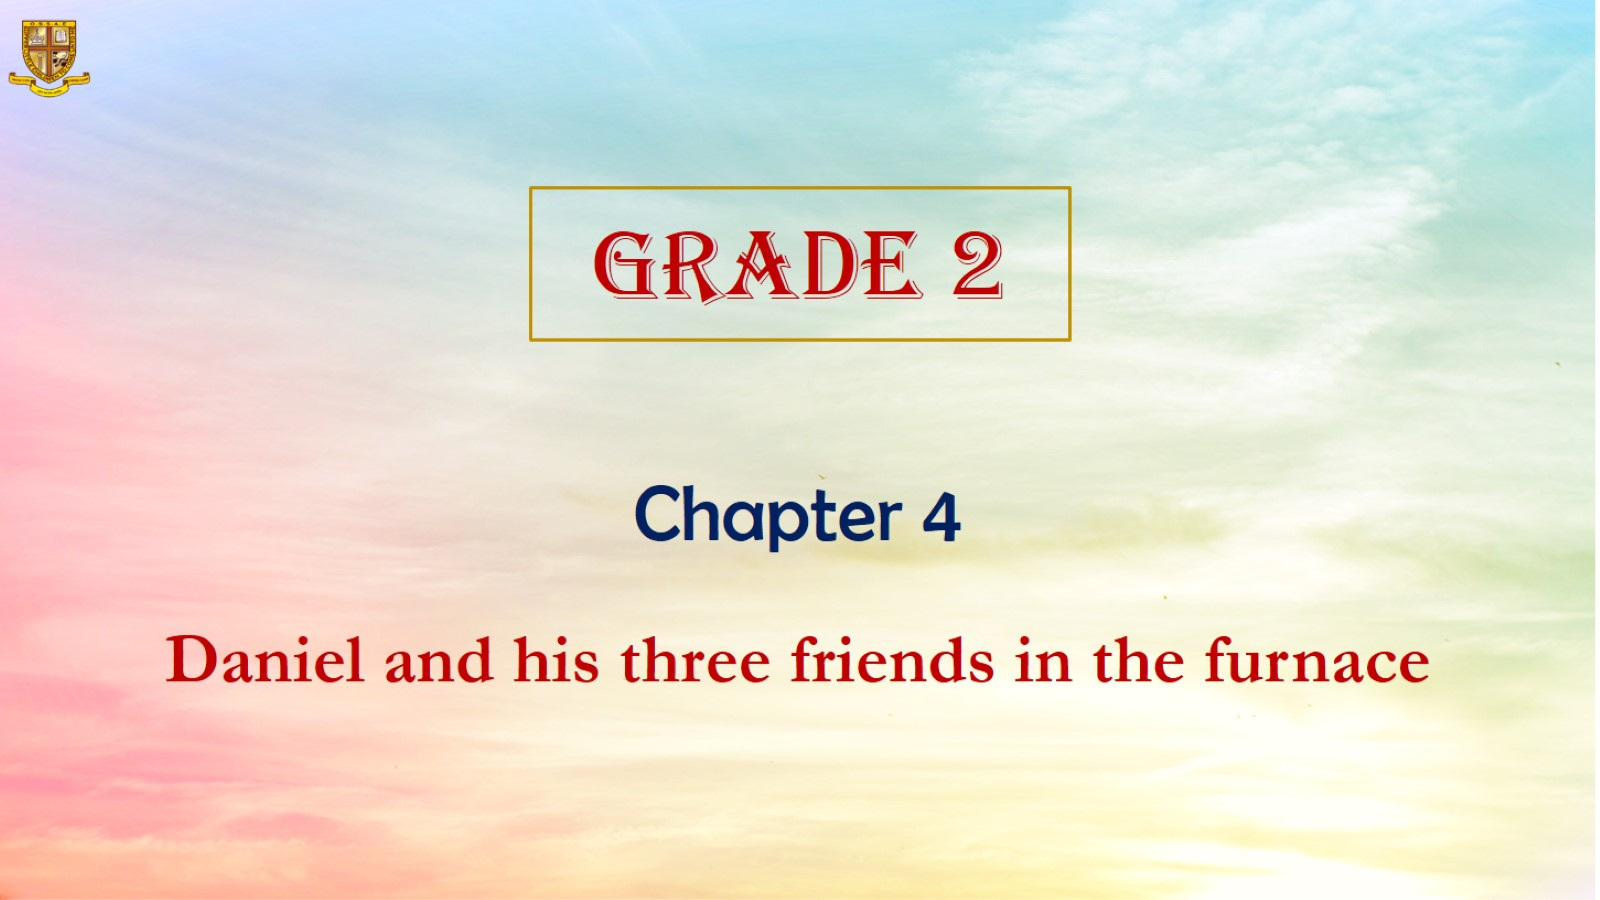 O.S.S.A.E
GRADE 2
Chapter 4
Daniel and his three friends in the furnace